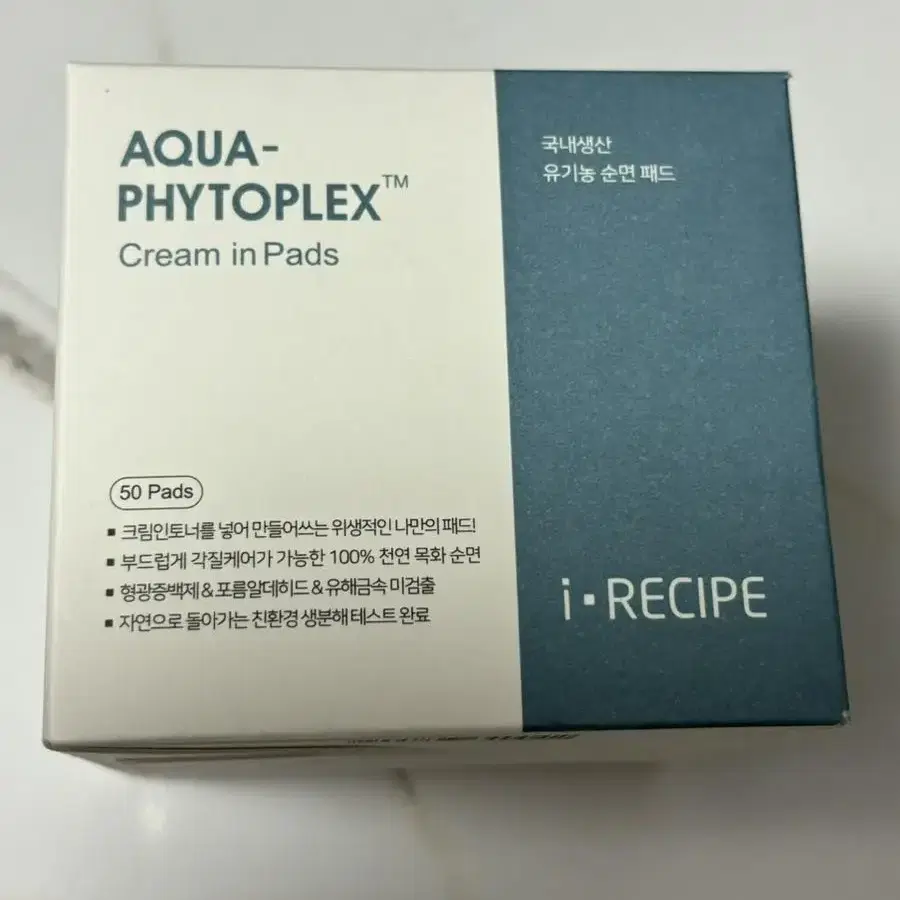 AQUA-
PHYTOPLEX™
Cream in Pads
국내생산
유기농 순면 패드
50 Pads
▪ 크림인토너를 넣어 만들어쓰는 위생적인 나만의 패드!
▪ 부드럽게 각질케어가 가능한 100% 천연 목화 순면
▪ 형광증백제 & 포름알데히드 & 유해금속 미검출
▪ 자연으로 돌아가는 친환경 생분해 테스트 완료
i·RECIPE